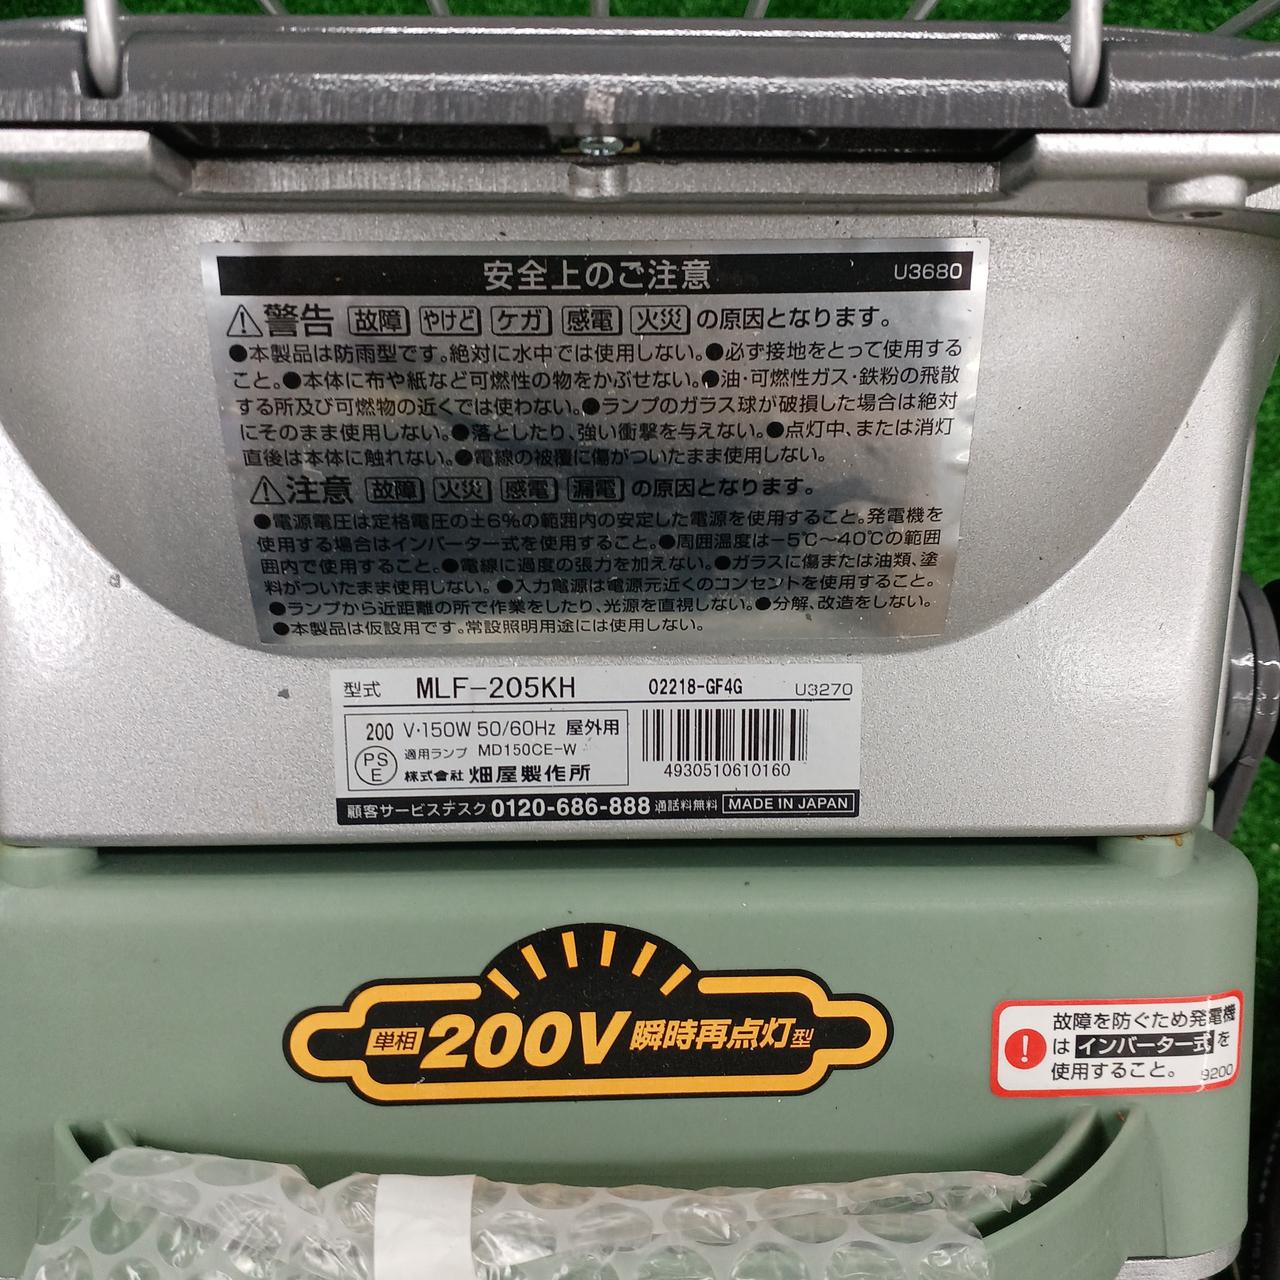 安全上のご注意 U3680
⚠警告 故障 やけど ケガ 感電 火災 の原因となります。
●本製品は防雨型です。絶対に水中では使用しない。●必ず接地をとって使用する
こと。●本体に布や紙など可燃性の物をかぶせない。●油・可燃性ガス・鉄粉の飛散
する所及び可燃物の近くでは使わない。●ランプのガラス球が破損した場合は絶対
にそのまま使用しない。●落としたり、強い衝撃を与えない。●点灯中、または消灯
直後は本体に触れない。●電線の被覆に傷がついたまま使用しない。
⚠注意 故障 火災 感電 漏電 の原因となります。
●電源電圧は定格電圧の±6%の範囲内の安定した電源を使用すること。発電機を
使用する場合はインバーター式を使用すること。●周囲温度は−5℃〜40℃の範囲
囲内で使用すること。●電線に過度の張力を加えない。●ガラスに傷または油類、塗
料がついたまま使用しない。●入力電源は電源元近くのコンセントを使用すること。
●ランプから近距離の所で作業をしたり、光源を直視しない。●分解、改造をしない。
●本製品は仮設用です。常設照明用途には使用しない。
型式 MLF-205KH 02218-GF4G U3270
200 V・150W 50/60Hz 屋外用
適用ランプ MD150CE-W
PSE 株式会社 畑屋製作所
4930510610160
顧客サービスデスク 0120-686-888 通話料無料 MADE IN JAPAN
単相 200V 瞬時再点灯型
故障を防ぐため発電機
は インバーター式 を
使用すること。 9200